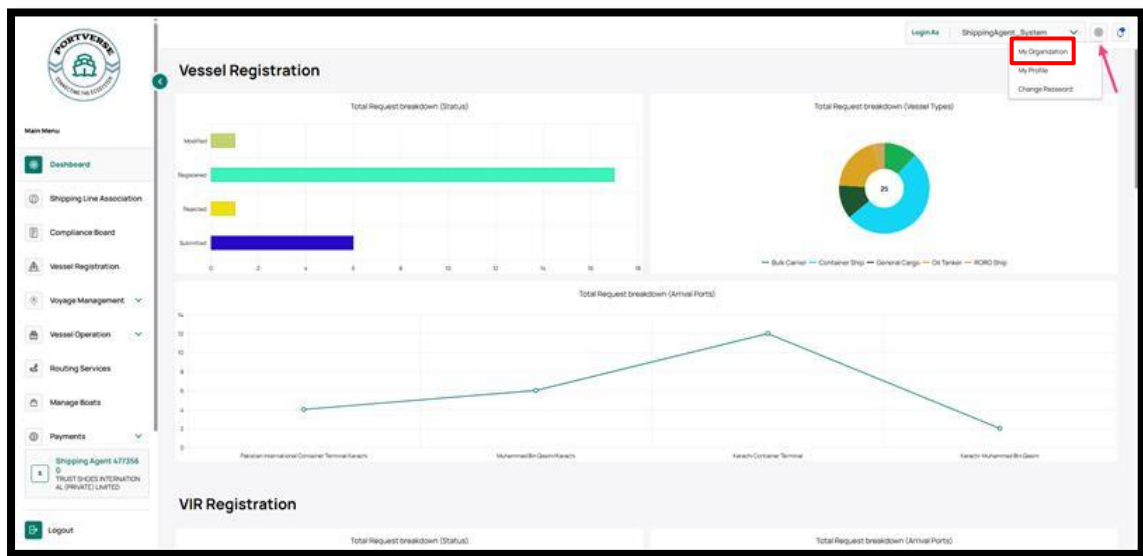 PORTVERSE
CONNECTING THE ECOSYSTEM
Login As
ShippingAgent_System
My Organization
My Profile
Change Password
Main Menu
Dashboard
Shipping Line Association
Compliance Board
Vessel Registration
Voyage Management
Vessel Operation
Routing Services
Manage Boats
Payments
Shipping Agent 477356
0
TRUST SHOES INTERNATION
AL (PRIVATE) LIMITED
Logout
Vessel Registration
Total Request breakdown (Status)
Modified
Registered
Rejected
Submitted
0 2 4 6 8 10 12 14 16 18
Total Request breakdown (Vessel Types)
25
Bulk Carrier Container Ship General Cargo Oil Tanker RORO Ship
Total Request breakdown (Arrival Ports)
14
12
10
8
6
4
2
0
Pakistan International Container Terminal Karachi
Muhammad Bin Qasim/Karachi
Karachi Container Terminal
Karachi-Muhammad Bin Qasim
VIR Registration
Total Request breakdown (Status)
Total Request breakdown (Arrival Ports)